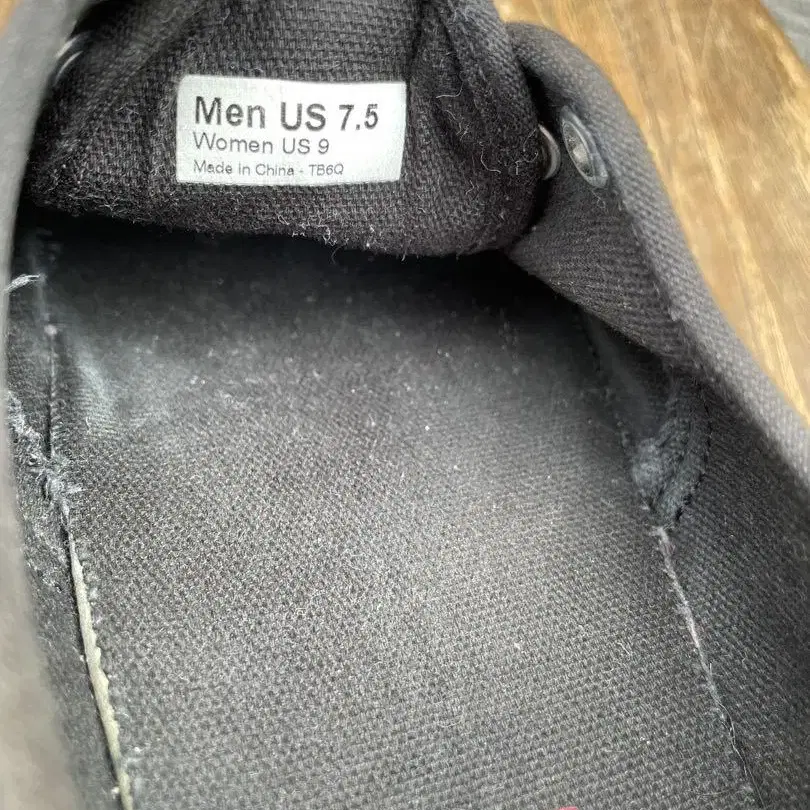 Men US 7.5
Women US 9
Made in China - TB6Q